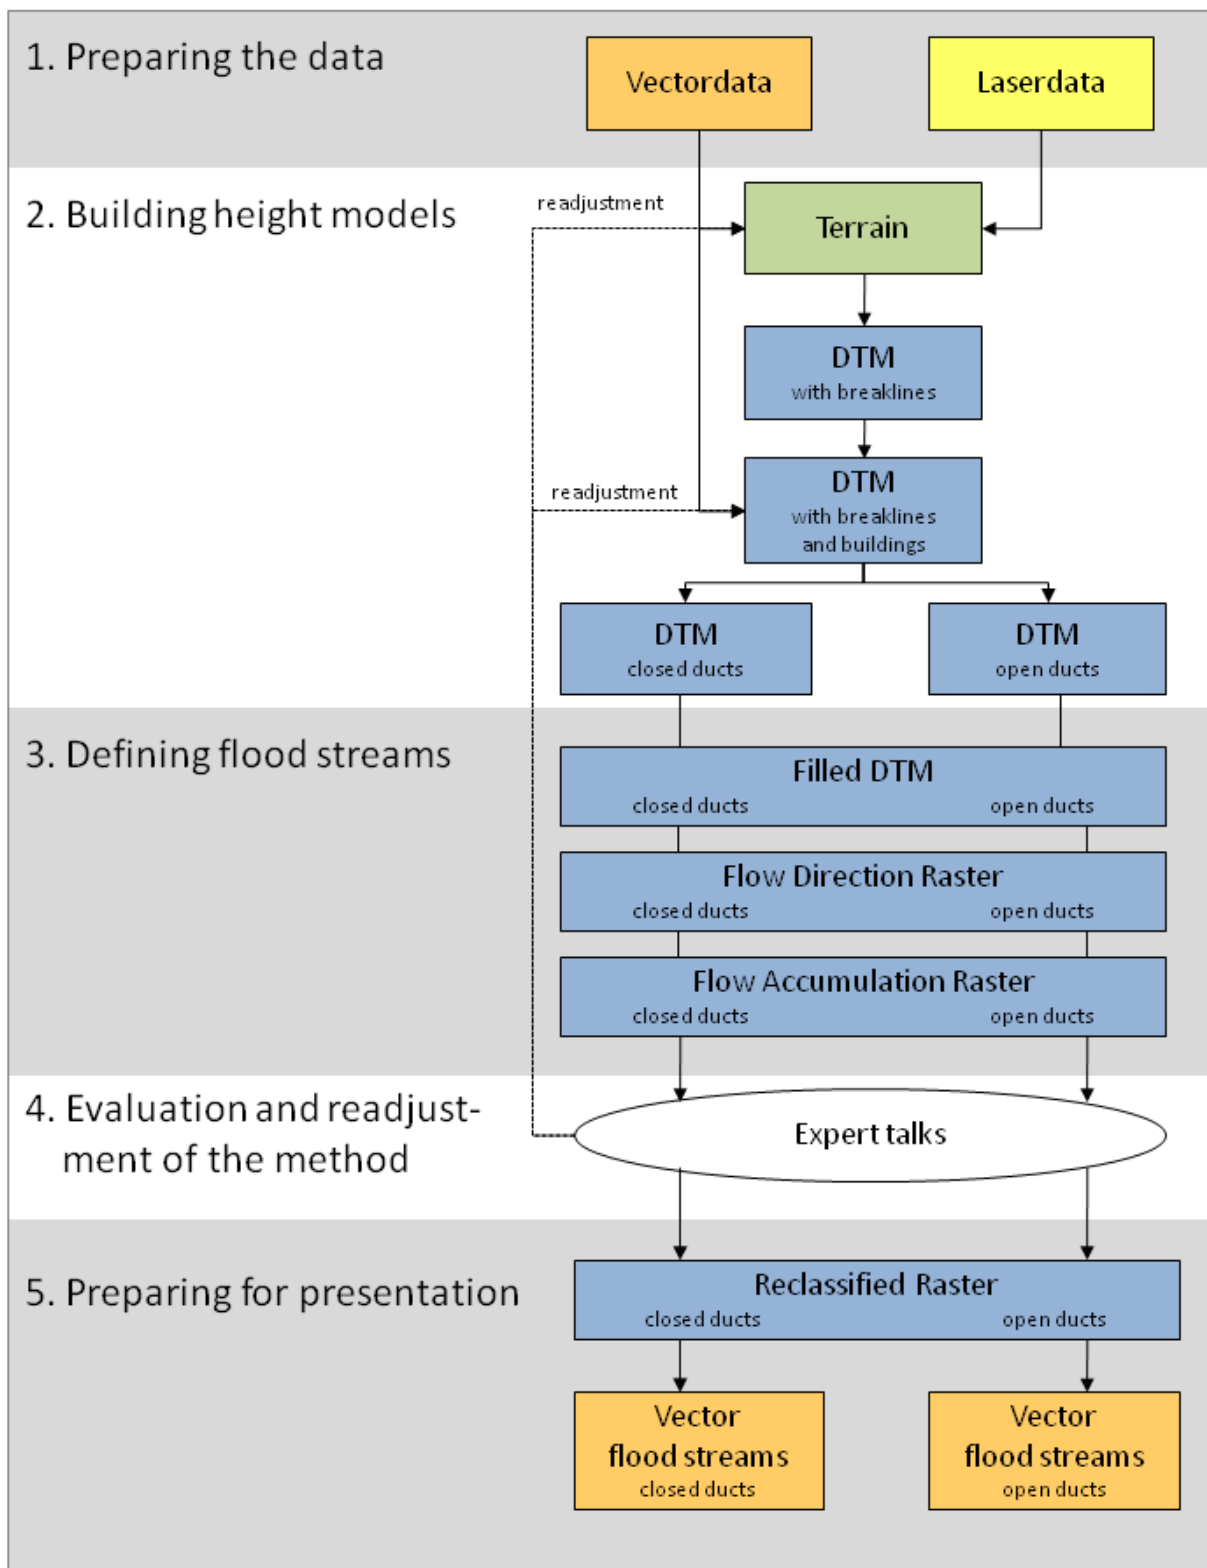 1. Preparing the data
Vectordata
Laserdata
2. Building height models
readjustment
Terrain
DTM
with breaklines
readjustment
DTM
with breaklines
and buildings
DTM
closed ducts
DTM
open ducts
3. Defining flood streams
Filled DTM
closed ducts open ducts
Flow Direction Raster
closed ducts open ducts
Flow Accumulation Raster
closed ducts open ducts
4. Evaluation and readjust-
ment of the method
Expert talks
5. Preparing for presentation
Reclassified Raster
closed ducts open ducts
Vector
flood streams
closed ducts
Vector
flood streams
open ducts